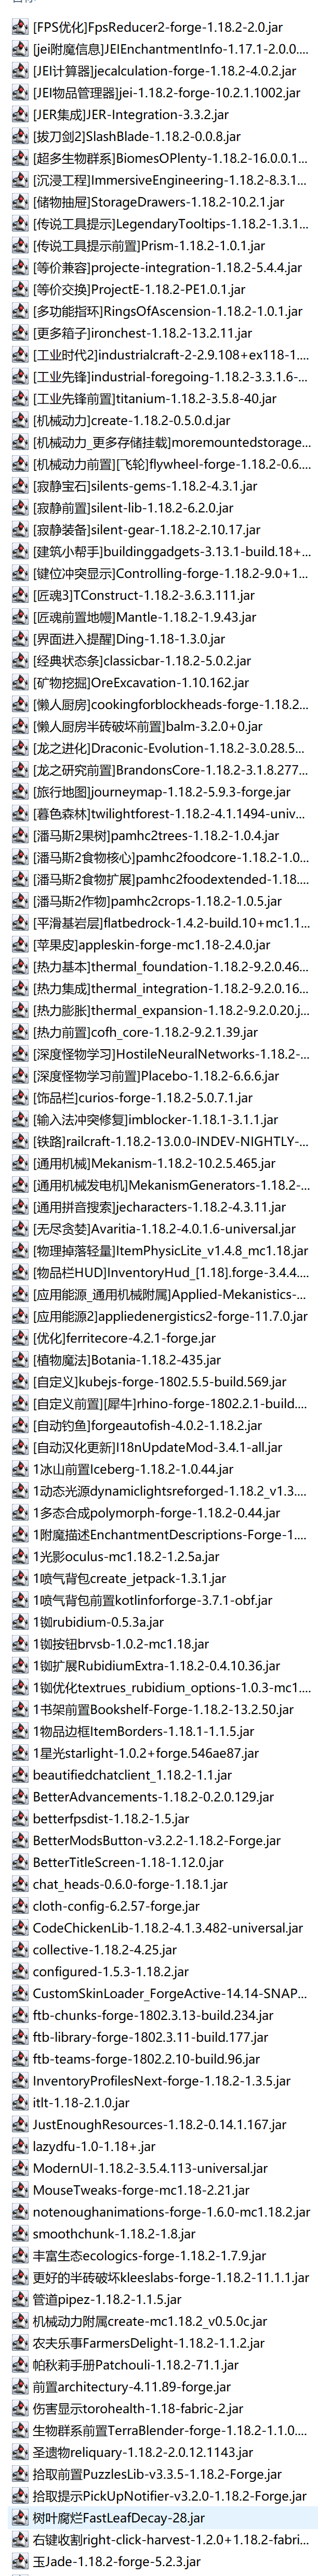 [FPS优化]FpsReducer2-forge-1.18.2-2.0.jar
[jei附魔信息]JEIEnchantmentInfo-1.17.1-2.0.0....
[JEI计算器]jecalculation-forge-1.18.2-4.0.2.jar
[JEI物品管理器]jei-1.18.2-forge-10.2.1.1002.jar
[JER集成]JER-Integration-3.3.2.jar
[拔刀剑2]SlashBlade-1.18.2-0.0.8.jar
[超多生物群系]BiomesOPlenty-1.18.2-16.0.0.1...
[沉浸工程]ImmersiveEngineering-1.18.2-8.3.1...
[储物抽屉]StorageDrawers-1.18.2-10.2.1.jar
[传说工具提示]LegendaryTooltips-1.18.2-1.3.1...
[传说工具提示前置]Prism-1.18.2-1.0.1.jar
[等价兼容]projecte-integration-1.18.2-5.4.4.jar
[等价交换]ProjectE-1.18.2-PE1.0.1.jar
[多功能指环]RingsOfAscension-1.18.2-1.0.1.jar
[更多箱子]ironchest-1.18.2-13.2.11.jar
[工业时代2]industrialcraft-2-2.9.108+ex118-1....
[工业先锋]industrial-foregoing-1.18.2-3.3.1.6-...
[工业先锋前置]titanium-1.18.2-3.5.8-40.jar
[机械动力]create-1.18.2-0.5.0.d.jar
[机械动力_更多存储挂载]moremountedstorage...
[机械动力前置][飞轮]flywheel-forge-1.18.2-0.6....
[寂静宝石]silents-gems-1.18.2-4.3.1.jar
[寂静前置]silent-lib-1.18.2-6.2.0.jar
[寂静装备]silent-gear-1.18.2-2.10.17.jar
[建筑小帮手]buildinggadgets-3.13.1-build.18+...
[键位冲突显示]Controlling-forge-1.18.2-9.0+1...
[匠魂3]TConstruct-1.18.2-3.6.3.111.jar
[匠魂前置地幔]Mantle-1.18.2-1.9.43.jar
[界面进入提醒]Ding-1.18-1.3.0.jar
[经典状态条]classicbar-1.18.2-5.0.2.jar
[矿物挖掘]OreExcavation-1.10.162.jar
[懒人厨房]cookingforblockheads-forge-1.18.2...
[懒人厨房半砖破坏前置]balm-3.2.0+0.jar
[龙之进化]Draconic-Evolution-1.18.2-3.0.28.5...
[龙之研究前置]BrandonsCore-1.18.2-3.1.8.277...
[旅行地图]journeymap-1.18.2-5.9.3-forge.jar
[暮色森林]twilightforest-1.18.2-4.1.1494-univ...
[潘马斯2果树]pamhc2trees-1.18.2-1.0.4.jar
[潘马斯2食物核心]pamhc2foodcore-1.18.2-1.0...
[潘马斯2食物扩展]pamhc2foodextended-1.18....
[潘马斯2作物]pamhc2crops-1.18.2-1.0.5.jar
[平滑基岩层]flatbedrock-1.4.2-build.10+mc1.1...
[苹果皮]appleskin-forge-mc1.18-2.4.0.jar
[热力基本]thermal_foundation-1.18.2-9.2.0.46...
[热力集成]thermal_integration-1.18.2-9.2.0.16...
[热力膨胀]thermal_expansion-1.18.2-9.2.0.20.j...
[热力前置]cofh_core-1.18.2-9.2.1.39.jar
[深度怪物学习]HostileNeuralNetworks-1.18.2-...
[深度怪物学习前置]Placebo-1.18.2-6.6.6.jar
[饰品栏]curios-forge-1.18.2-5.0.7.1.jar
[输入法冲突修复]imblocker-1.18.1-3.1.1.jar
[铁路]railcraft-1.18.2-13.0.0-INDEV-NIGHTLY-...
[通用机械]Mekanism-1.18.2-10.2.5.465.jar
[通用机械发电机]MekanismGenerators-1.18.2-...
[通用拼音搜索]jecharacters-1.18.2-4.3.11.jar
[无尽贪婪]Avaritia-1.18.2-4.0.1.6-universal.jar
[物理掉落轻量]ItemPhysicLite_v1.4.8_mc1.18.jar
[物品栏HUD]InventoryHud_[1.18].forge-3.4.4....
[应用能源_通用机械附属]Applied-Mekanistics-...
[应用能源2]appliedenergistics2-forge-11.7.0.jar
[优化]ferritecore-4.2.1-forge.jar
[植物魔法]Botania-1.18.2-435.jar
[自定义]kubejs-forge-1802.5.5-build.569.jar
[自定义前置][犀牛]rhino-forge-1802.2.1-build....
[自动钓鱼]forgeautofish-4.0.2-1.18.2.jar
[自动汉化更新]I18nUpdateMod-3.4.1-all.jar
1冰山前置Iceberg-1.18.2-1.0.44.jar
1动态光源dynamiclightsreforged-1.18.2_v1.3....
1多态合成polymorph-forge-1.18.2-0.44.jar
1附魔描述EnchantmentDescriptions-Forge-1....
1光影oculus-mc1.18.2-1.2.5a.jar
1喷气背包create_jetpack-1.3.1.jar
1喷气背包前置kotlinforforge-3.7.1-obf.jar
1铷rubidium-0.5.3a.jar
1铷按钮brvsb-1.0.2-mc1.18.jar
1铷扩展RubidiumExtra-1.18.2-0.4.10.36.jar
1铷优化textrues_rubidium_options-1.0.3-mc1....
1书架前置Bookshelf-Forge-1.18.2-13.2.50.jar
1物品边框ItemBorders-1.18.1-1.1.5.jar
1星光starlight-1.0.2+forge.546ae87.jar
beautifiedchatclient_1.18.2-1.1.jar
BetterAdvancements-1.18.2-0.2.0.129.jar
betterfpsdist-1.18.2-1.5.jar
BetterModsButton-v3.2.2-1.18.2-Forge.jar
BetterTitleScreen-1.18-1.12.0.jar
chat_heads-0.6.0-forge-1.18.1.jar
cloth-config-6.2.57-forge.jar
CodeChickenLib-1.18.2-4.1.3.482-universal.jar
collective-1.18.2-4.25.jar
configured-1.5.3-1.18.2.jar
CustomSkinLoader_ForgeActive-14.14-SNAP...
ftb-chunks-forge-1802.3.13-build.234.jar
ftb-library-forge-1802.3.11-build.177.jar
ftb-teams-forge-1802.2.10-build.96.jar
InventoryProfilesNext-forge-1.18.2-1.3.5.jar
itlt-1.18-2.1.0.jar
JustEnoughResources-1.18.2-0.14.1.167.jar
lazydfu-1.0-1.18+.jar
ModernUI-1.18.2-3.5.4.113-universal.jar
MouseTweaks-forge-mc1.18-2.21.jar
notenoughanimations-forge-1.6.0-mc1.18.2.jar
smoothchunk-1.18.2-1.8.jar
丰富生态ecologics-forge-1.18.2-1.7.9.jar
更好的半砖破坏kleeslabs-forge-1.18.2-11.1.1.jar
管道pipez-1.18.2-1.1.5.jar
机械动力附属create-mc1.18.2_v0.5.0c.jar
农夫乐事FarmersDelight-1.18.2-1.1.2.jar
帕秋莉手册Patchouli-1.18.2-71.1.jar
前置architectury-4.11.89-forge.jar
伤害显示torohealth-1.18-fabric-2.jar
生物群系前置TerraBlender-forge-1.18.2-1.1.0....
圣遗物reliquary-1.18.2-2.0.12.1143.jar
拾取前置PuzzlesLib-v3.3.5-1.18.2-Forge.jar
拾取提示PickUpNotifier-v3.2.0-1.18.2-Forge.jar
树叶腐烂FastLeafDecay-28.jar
右键收割right-click-harvest-1.2.0+1.18.2-fabri...
玉Jade-1.18.2-forge-5.2.3.jar